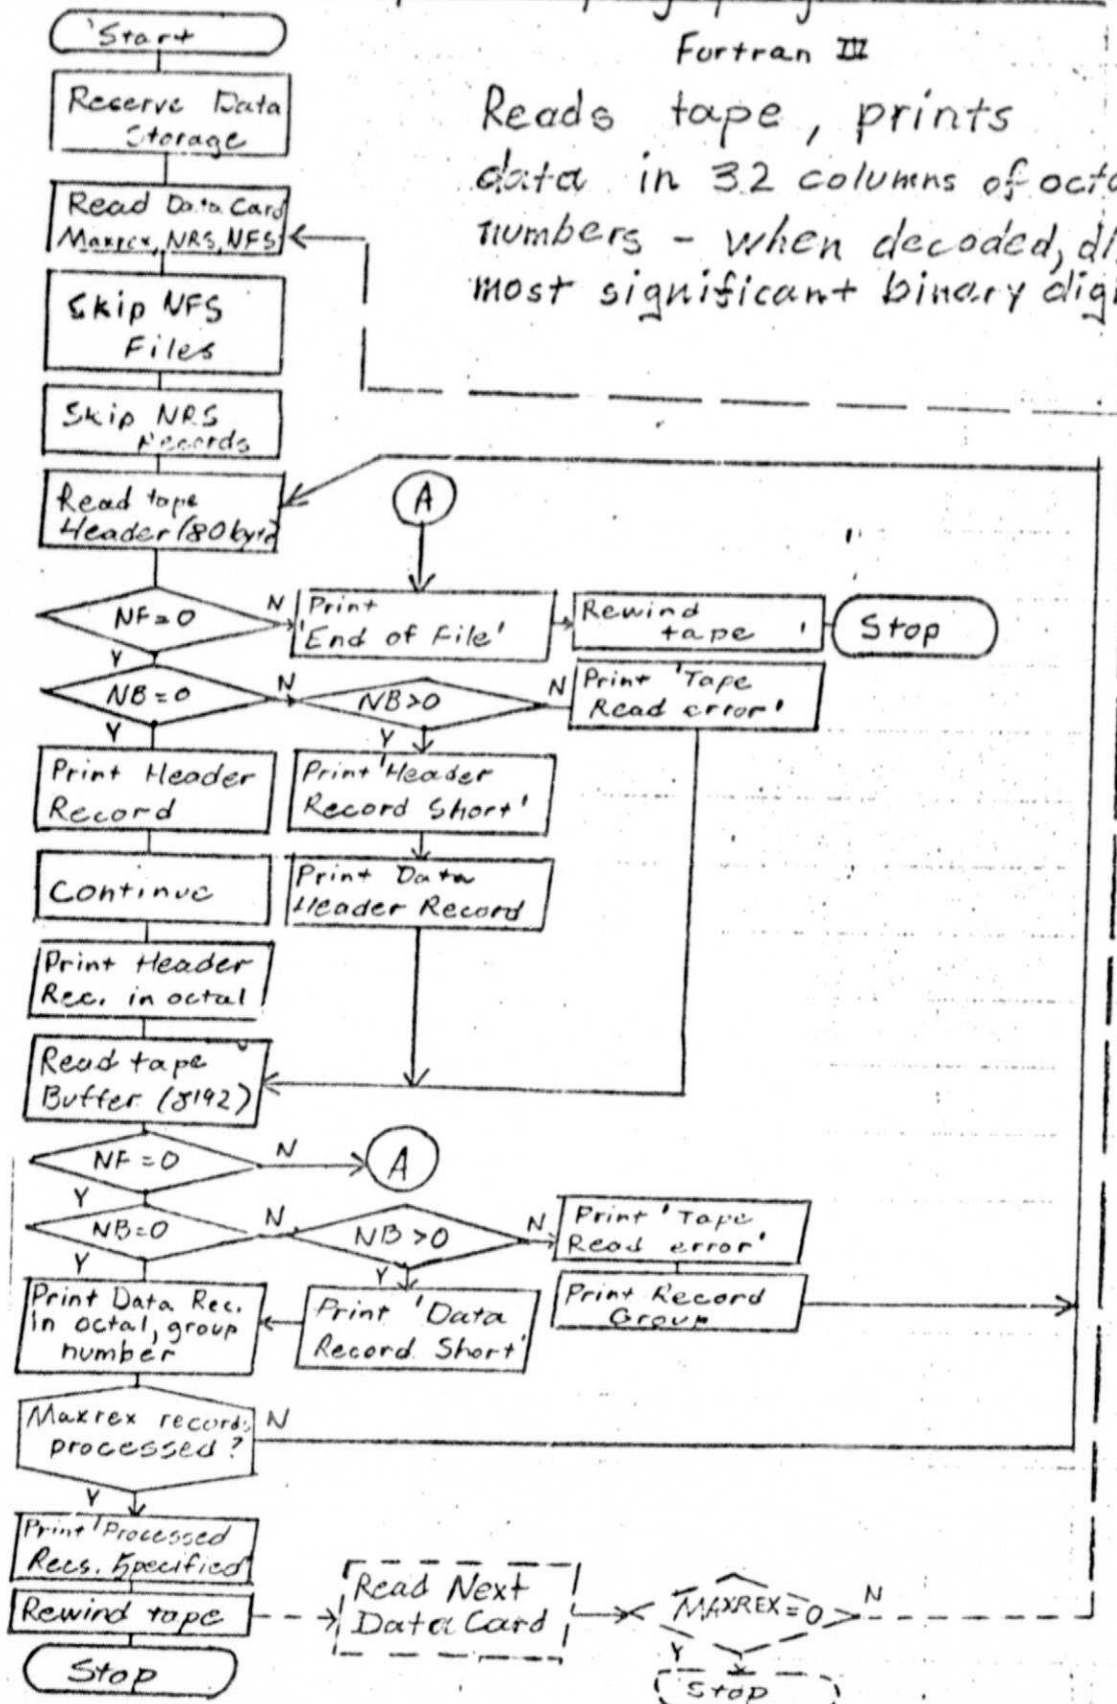 Start
Fortran III
Reserve Data
Storage
Reads tape, prints
data in 32 columns of
numbers - when decoded,
most significant binary
Read Data Card
Maxrex, NRS, NFS
Skip NFS
Files
Skip NRS
Records
Read tape
Header (80 byte)
A
NF=0
N
Y
Print
'End of File'
Rewind
tape
Stop
NB=0
N
Y
NB>0
N
Y
Print 'Tape
Read error'
Print Header
Record
Print 'Header
Record Short'
Continue
Print Data
Header Record
Print Header
Rec. in octal
Read tape
Buffer (8192)
NF=0
N
Y
A
NB=0
N
Y
NB>0
N
Y
Print 'Tape
Read error'
Print Data Rec.
in octal, group
number
Print 'Data
Record Short'
Print Record
Group
Maxrex records
processed?
N
Y
Print 'Processed
Recs. Specified'
Rewind tape
Read Next
Data Card
MAXREX=0
N
Y
Stop
Stop